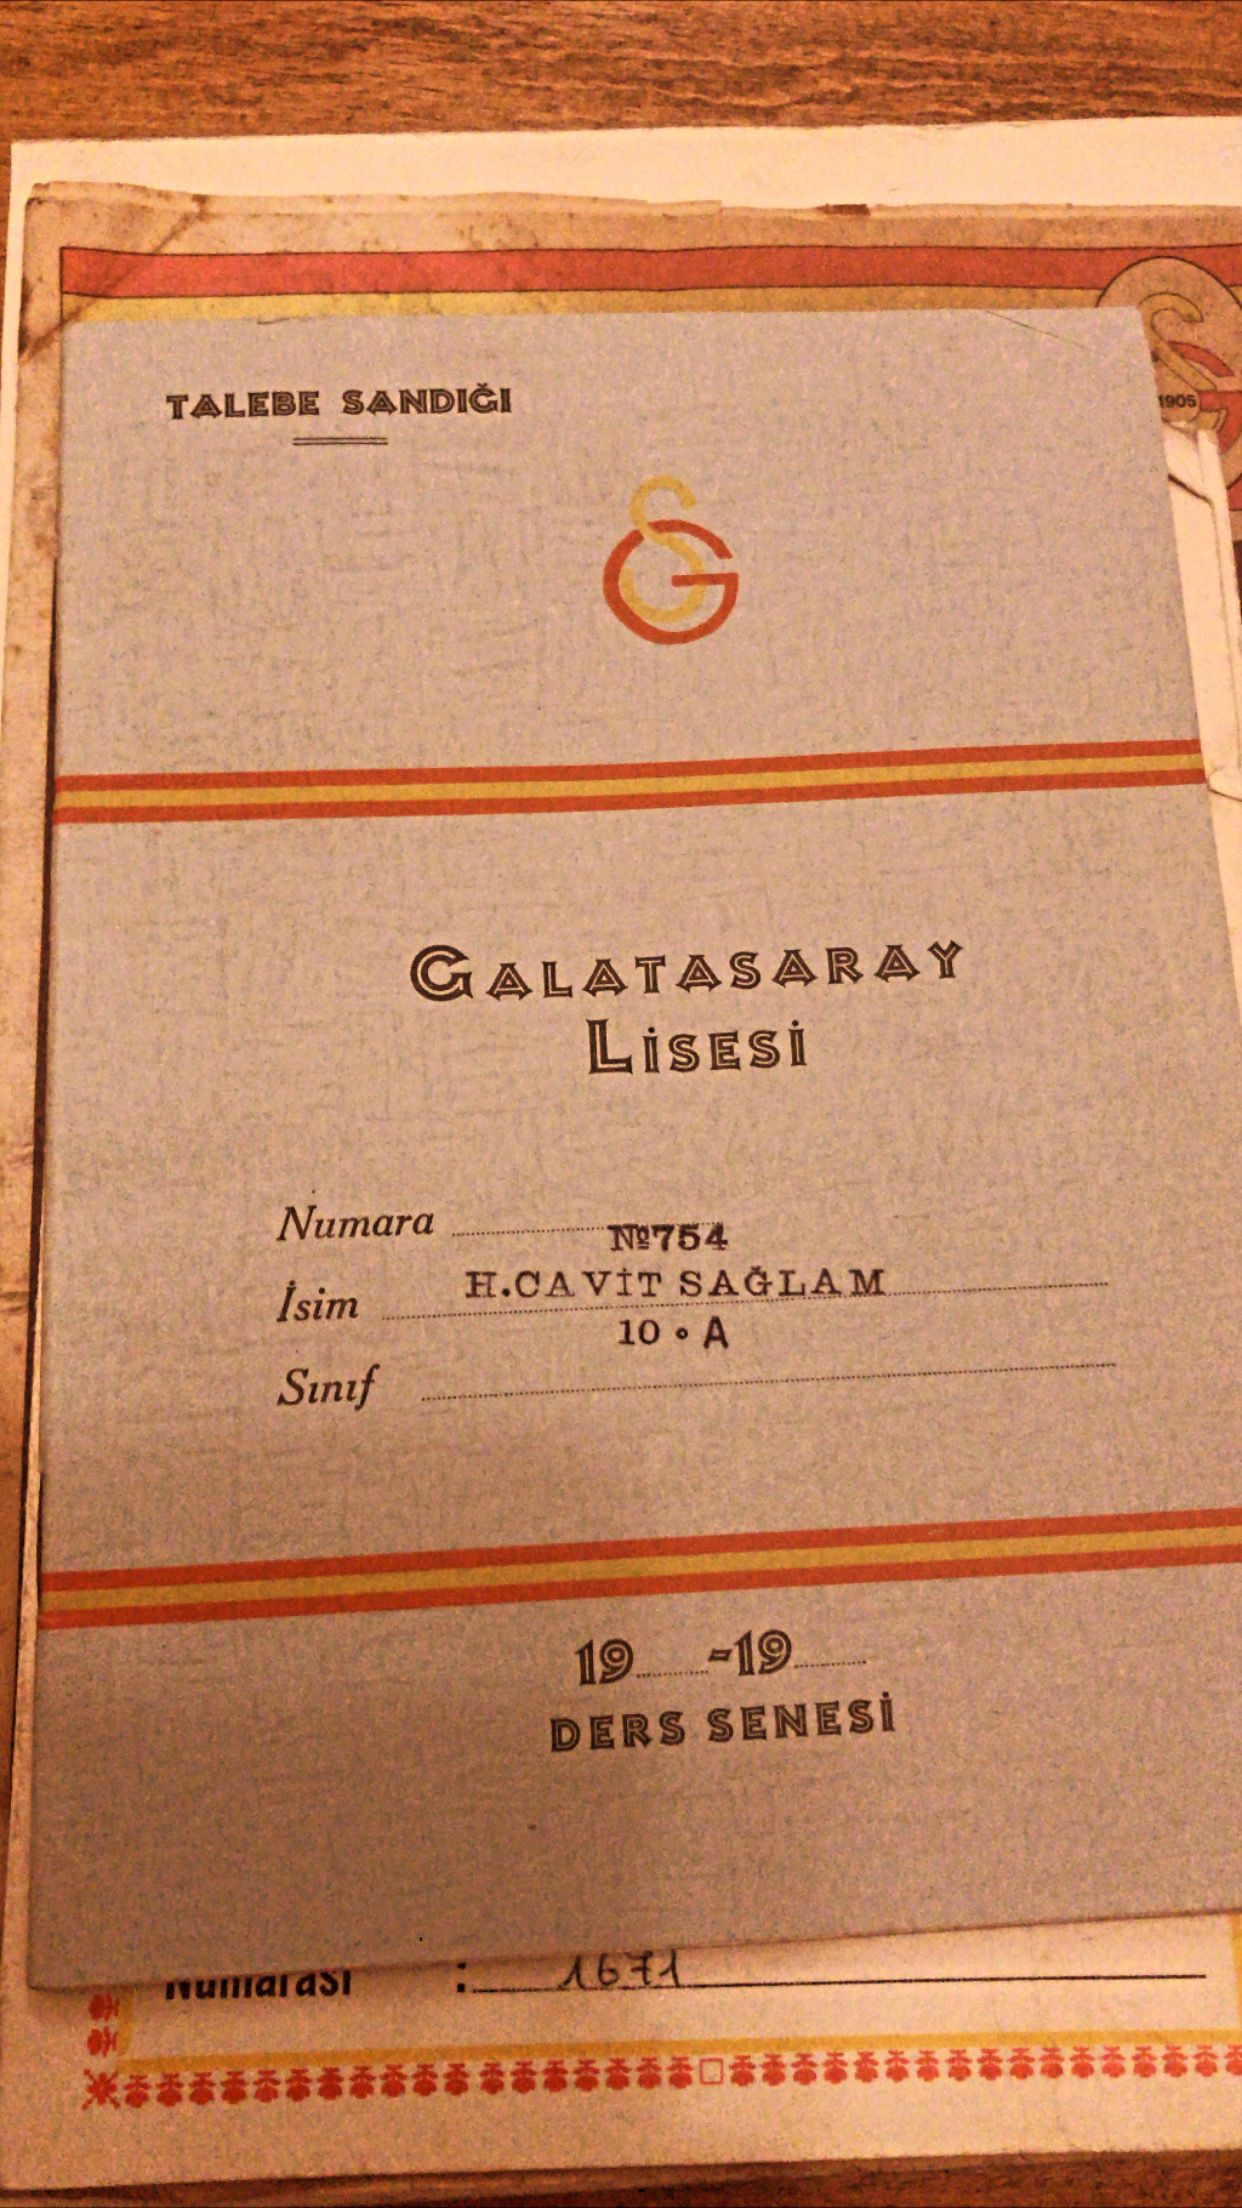 1905
TALEBE SANDIĞI
GS
GALATASARAY
LİSESİ
Numara №754
İsim H.CAVİT SAĞLAM
10 • A
Sınıf
19......-19......
DERS SENESİ
Numarası : 1671